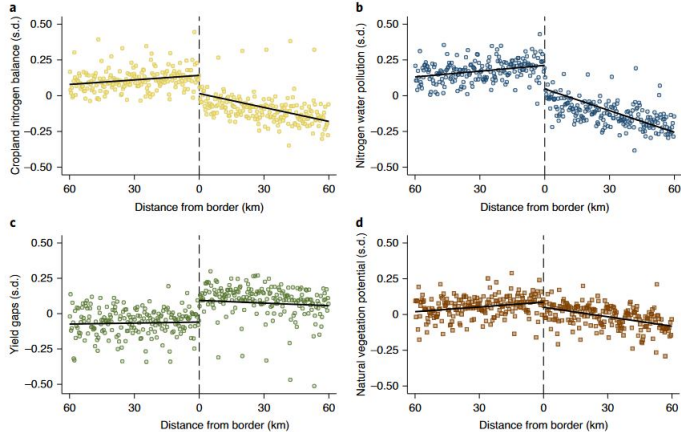 a
Cropland nitrogen balance (s.d.)
0.50
0.25
0
−0.25
−0.50
60 30 0 30 60
Distance from border (km)
b
Nitrogen water pollution (s.d.)
0.50
0.25
0
−0.25
−0.50
60 30 0 30 60
Distance from border (km)
c
Yield gaps (s.d.)
0.50
0.25
0
−0.25
−0.50
60 30 0 30 60
Distance from border (km)
d
Natural vegetation potential (s.d.)
0.50
0.25
0
−0.25
−0.50
60 30 0 30 60
Distance from border (km)